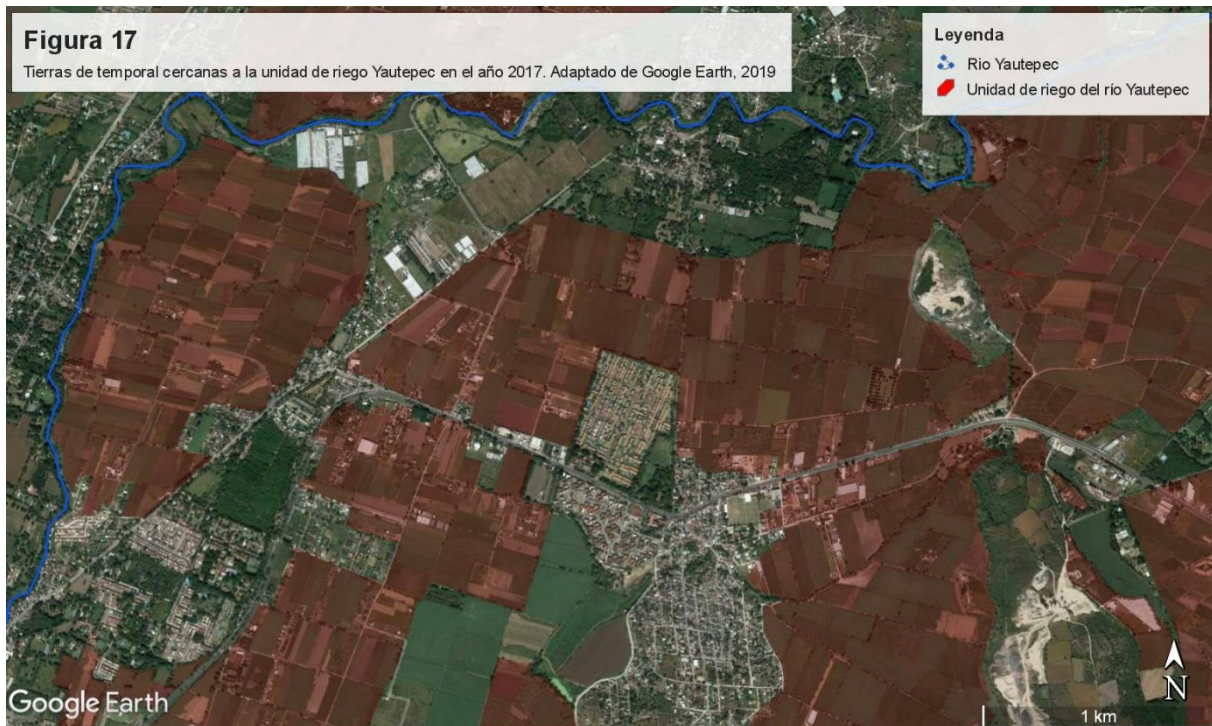 Figura 17
Tierras de temporal cercanas a la unidad de riego Yautepec en el año 2017. Adaptado de Google Earth, 2019
Leyenda
Rio Yautepec
Unidad de riego del río Yautepec
Google Earth
N
1 km